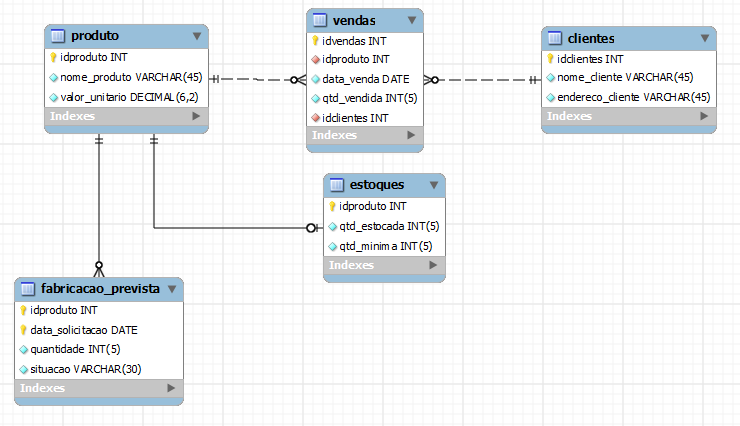 produto
idproduto INT
nome_produto VARCHAR(45)
valor_unitario DECIMAL(6,2)
Indexes
vendas
idvendas INT
idproduto INT
data_venda DATE
qtd_vendida INT(5)
idclientes INT
Indexes
clientes
idclientes INT
nome_cliente VARCHAR(45)
endereco_cliente VARCHAR(45)
Indexes
estoques
idproduto INT
qtd_estocada INT(5)
qtd_minima INT(5)
Indexes
fabricacao_prevista
idproduto INT
data_solicitacao DATE
quantidade INT(5)
situacao VARCHAR(30)
Indexes